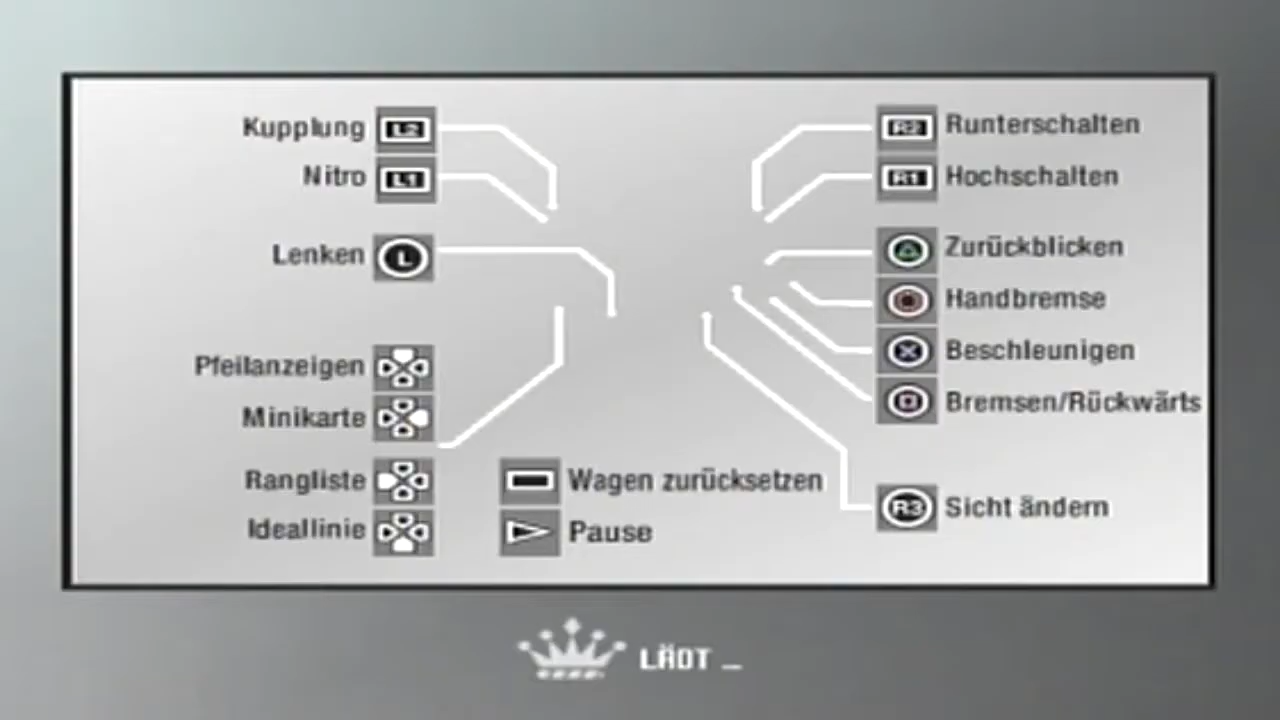 Kupplung L2
Nitro L1
Lenken L
Pfeilanzeigen
Minikarte
Rangliste
Ideallinie
Wagen zurücksetzen
Pause
R2 Runterschalten
R1 Hochschalten
Zurückblicken
Handbremse
Beschleunigen
Bremsen/Rückwärts
R3 Sicht ändern
LÄDT _